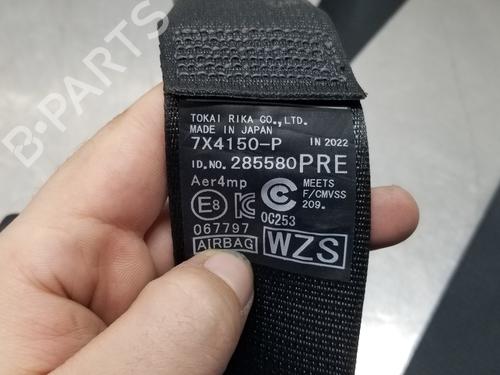 B-PARTS
TOKAI RIKA CO.,LTD.
MADE IN JAPAN
7X4150-P IN 2022
ID.NO. 285580PRE
Aer4mp
E8 K C MEETS
F/CMVSS
209.
067797 0C253
AIRBAG WZS